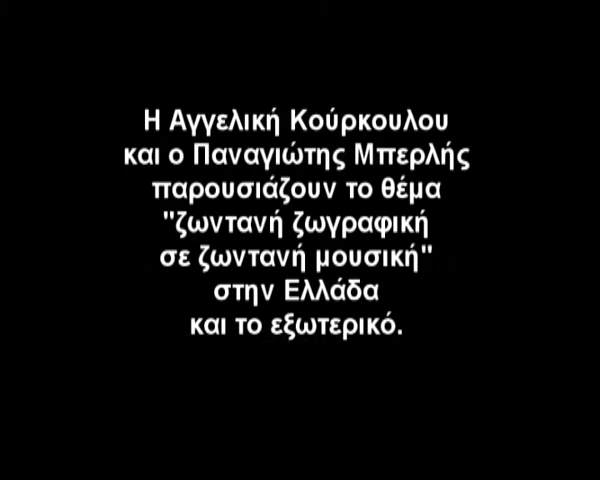 Η Αγγελική Κούρκουλου
και ο Παναγιώτης Μπερλής
παρουσιάζουν το θέμα
"ζωντανή ζωγραφική
σε ζωντανή μουσική"
στην Ελλάδα
και το εξωτερικό.